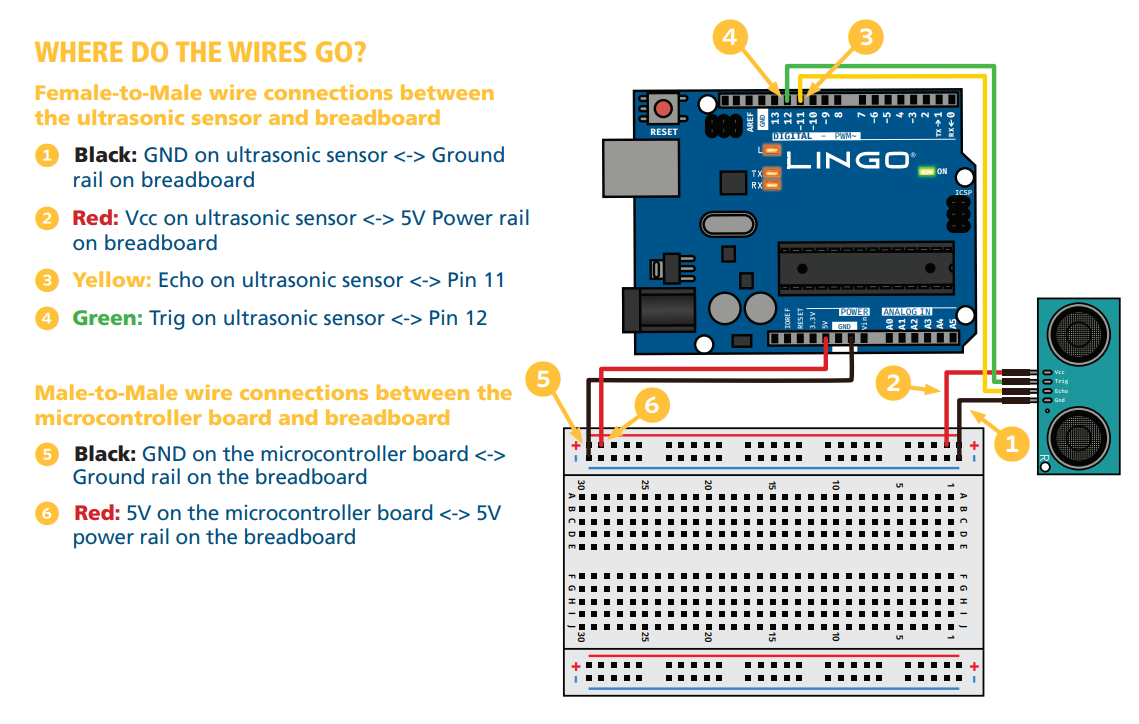 WHERE DO THE WIRES GO?
Female-to-Male wire connections between
the ultrasonic sensor and breadboard
1 Black: GND on ultrasonic sensor <-> Ground
rail on breadboard
2 Red: Vcc on ultrasonic sensor <-> 5V Power rail
on breadboard
3 Yellow: Echo on ultrasonic sensor <-> Pin 11
4 Green: Trig on ultrasonic sensor <-> Pin 12
Male-to-Male wire connections between the
microcontroller board and breadboard
5 Black: GND on the microcontroller board <->
Ground rail on the breadboard
6 Red: 5V on the microcontroller board <-> 5V
power rail on the breadboard
4 3
RESET
AREF GND 13 12 ~11 ~10 ~9 8 7 ~6 ~5 4 ~3 2 TX→1 RX←0
DIGITAL - PWM~
L
LINGO®
TX
RX
ON
ICSP
POWER ANALOG IN
IOREF RESET 3.3V 5V GND Vin A0 A1 A2 A3 A4 A5
Vcc
Trig
Echo
Gnd
R
5 6 2 1
+ +
- -
30 25 20 15 10 5 1
A A
B B
C C
D D
E E
F F
G G
H H
I I
J J
30 25 20 15 10 5 1
+ +
- -